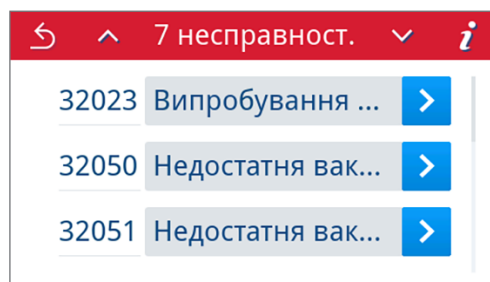 7 несправност.
32023 Випробування ...
32050 Недостатня вак...
32051 Недостатня вак...